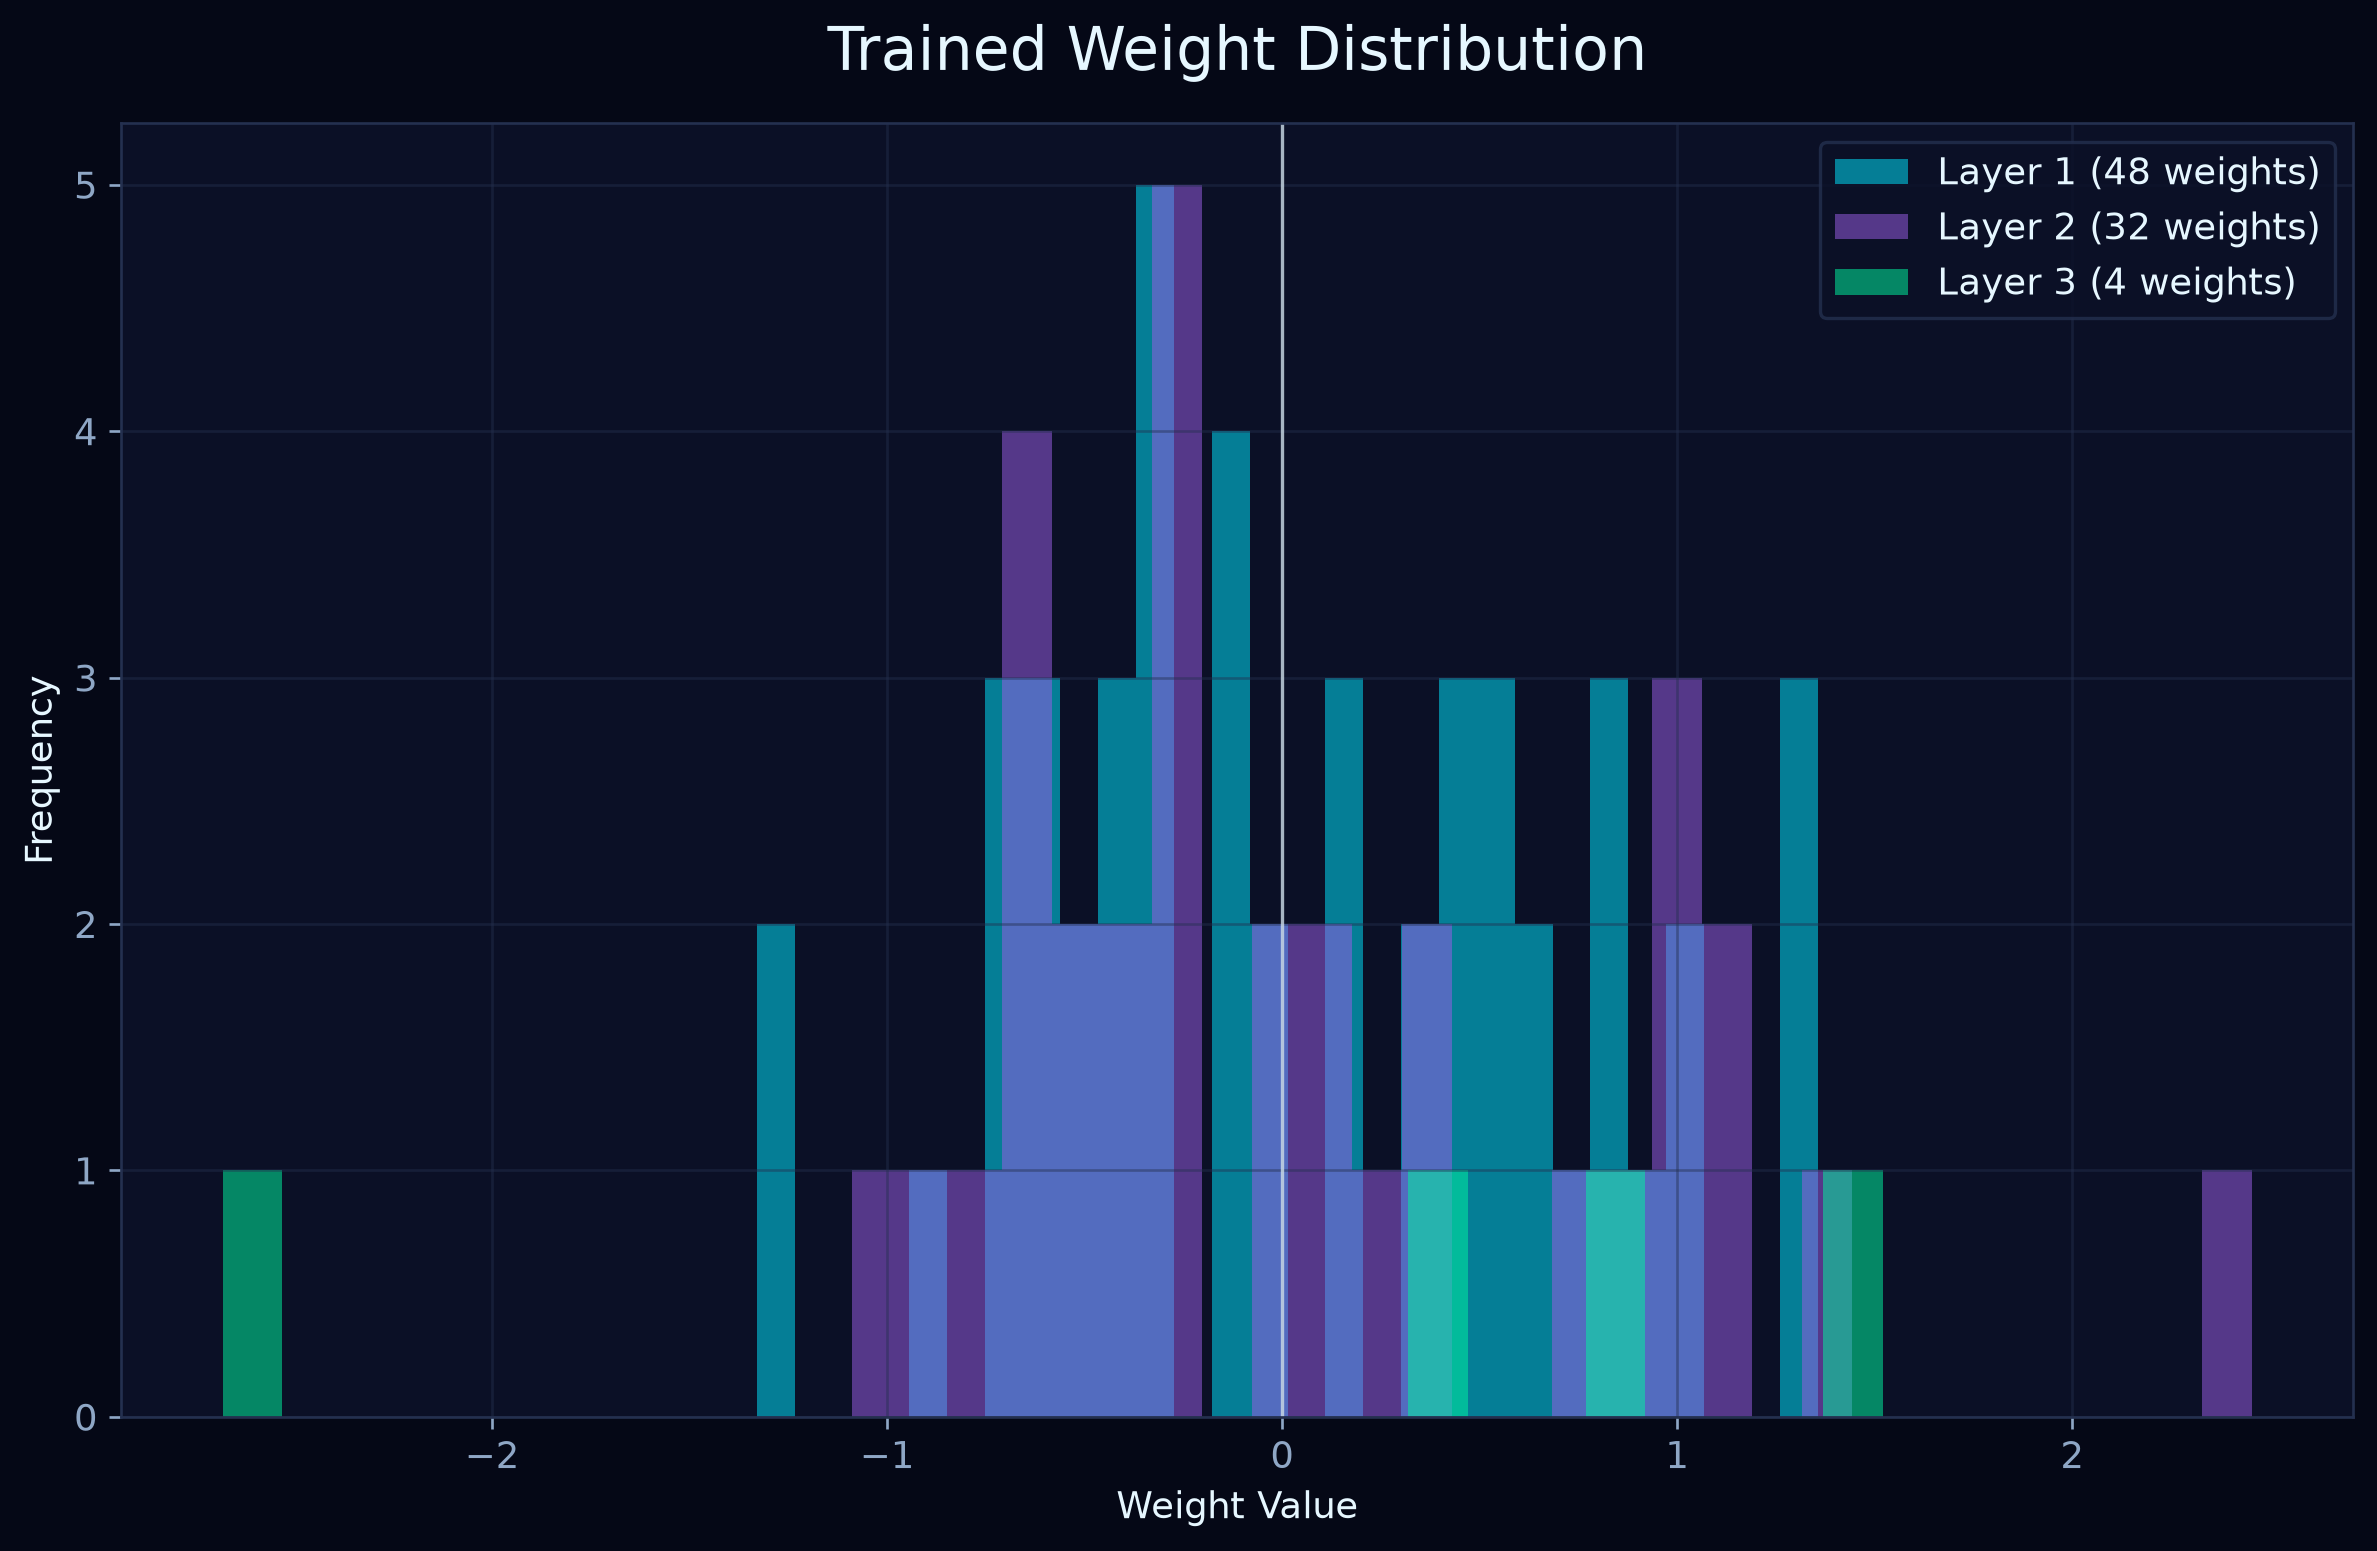 Trained Weight Distribution
Layer 1 (48 weights)
Layer 2 (32 weights)
Layer 3 (4 weights)
5
4
3
2
1
0
Frequency
−2
−1
0
1
2
Weight Value